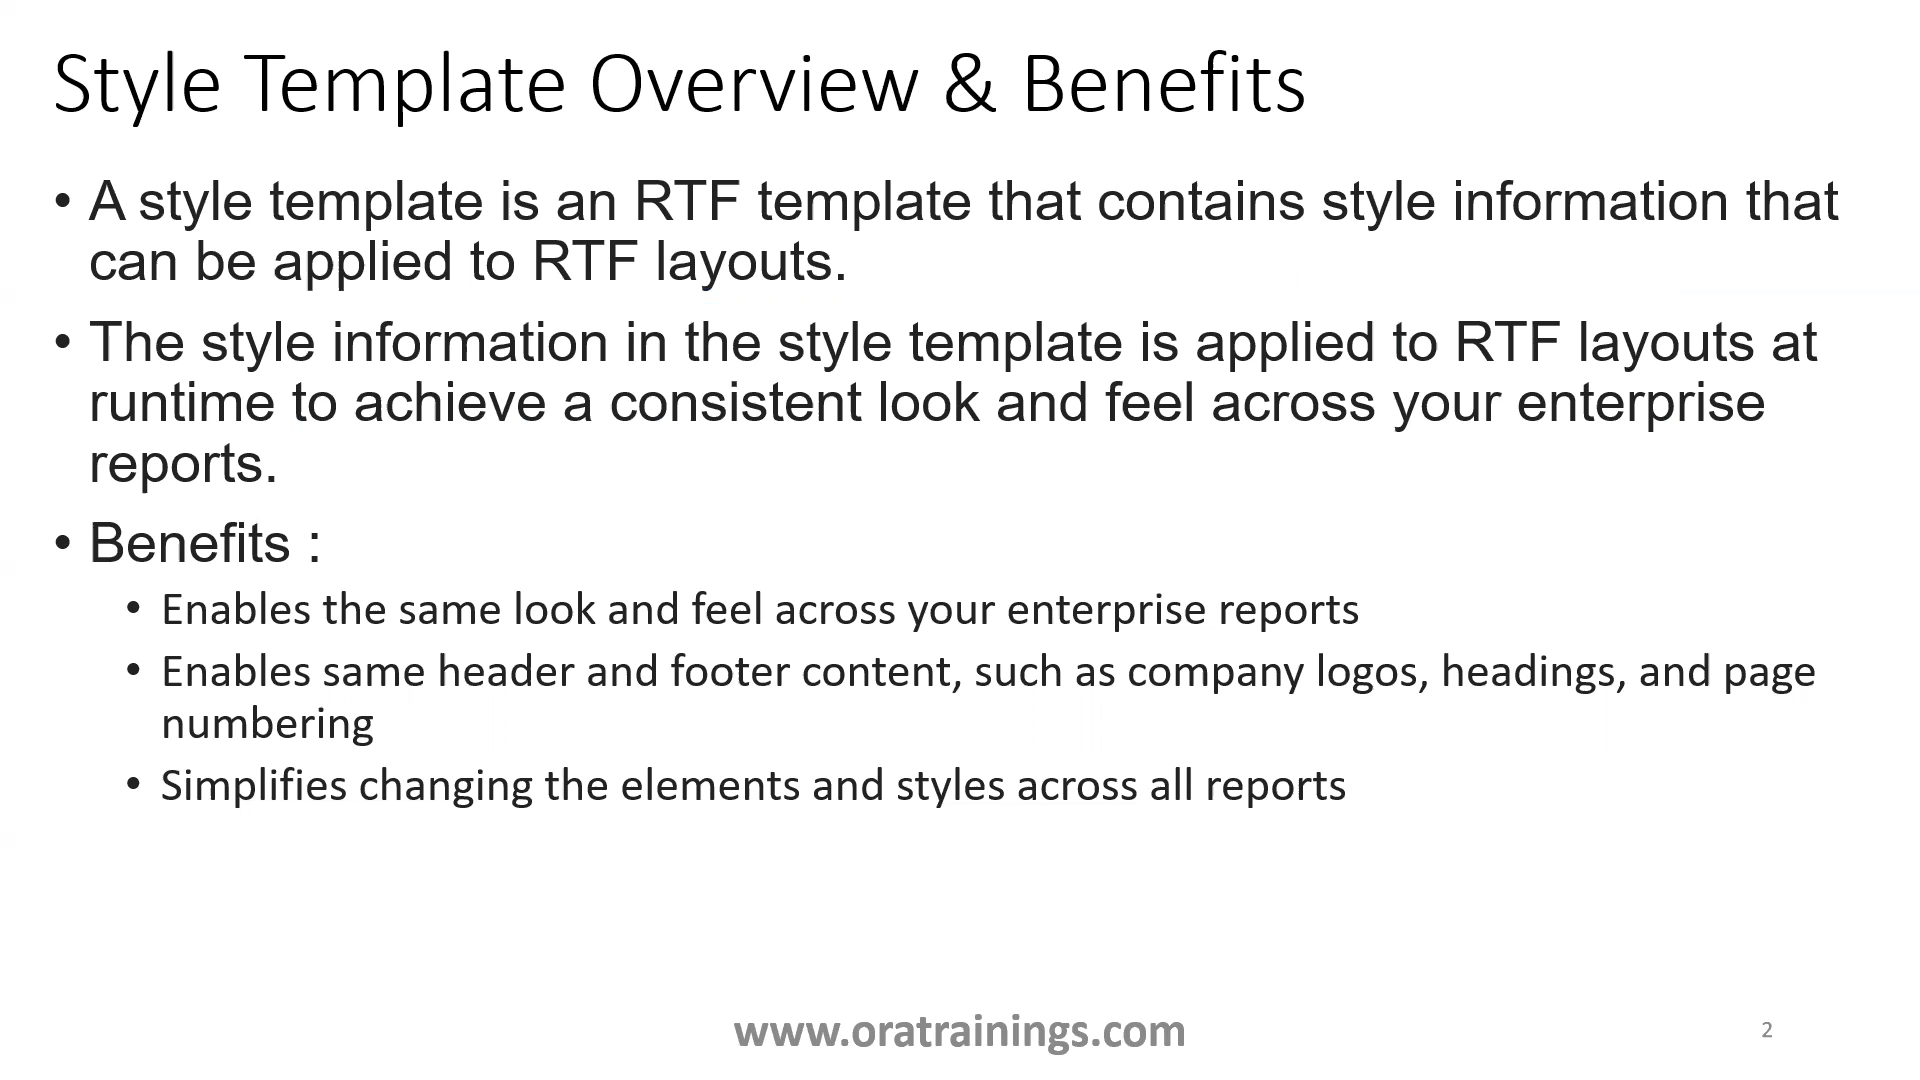 Style Template Overview & Benefits
• A style template is an RTF template that contains style information that
can be applied to RTF layouts.
• The style information in the style template is applied to RTF layouts at
runtime to achieve a consistent look and feel across your enterprise
reports.
• Benefits :
• Enables the same look and feel across your enterprise reports
• Enables same header and footer content, such as company logos, headings, and page
numbering
• Simplifies changing the elements and styles across all reports
www.oratrainings.com
2